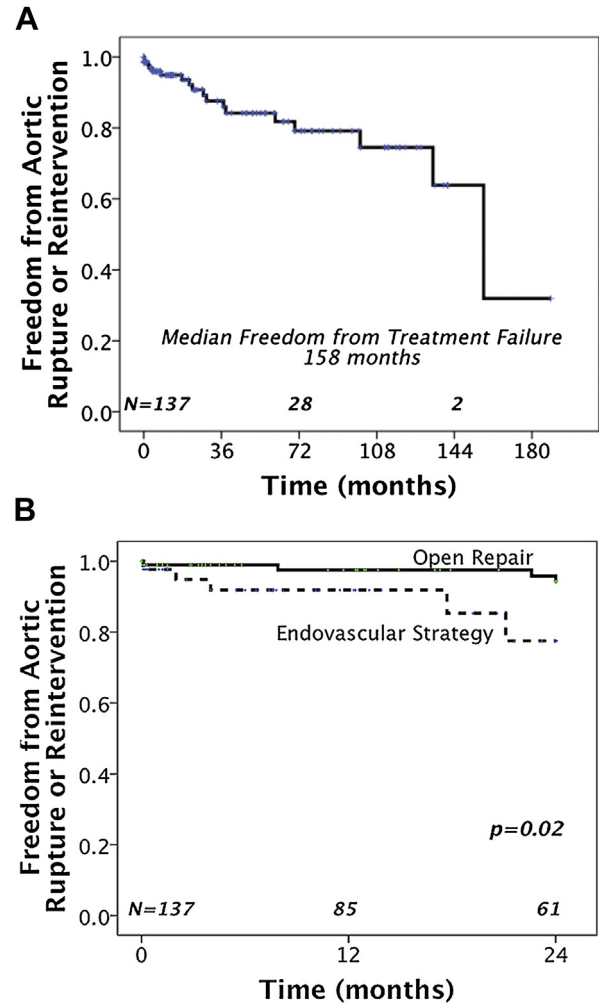 A
Freedom from Aortic
Rupture or Reintervention
1.0
0.8
0.6
0.4
0.2
0.0
Median Freedom from Treatment Failure
158 months
N=137 28 2
0 36 72 108 144 180
Time (months)
B
Freedom from Aortic
Rupture or Reintervention
1.0
0.8
0.6
0.4
0.2
0.0
Open Repair
Endovascular Strategy
p=0.02
N=137 85 61
0 12 24
Time (months)